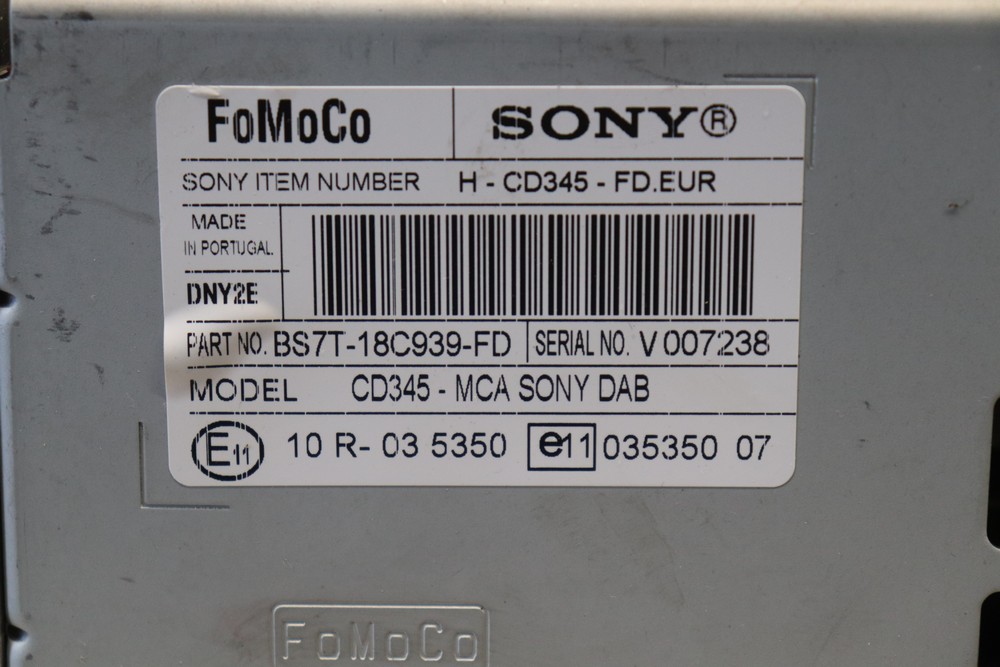 FoMoCo SONY®
SONY ITEM NUMBER H - CD345 - FD.EUR
MADE
IN PORTUGAL
DNY2E
PART NO. BS7T-18C939-FD SERIAL NO. V007238
MODEL CD345 - MCA SONY DAB
E11 10 R- 03 5350 e11 035350 07
FoMoCo